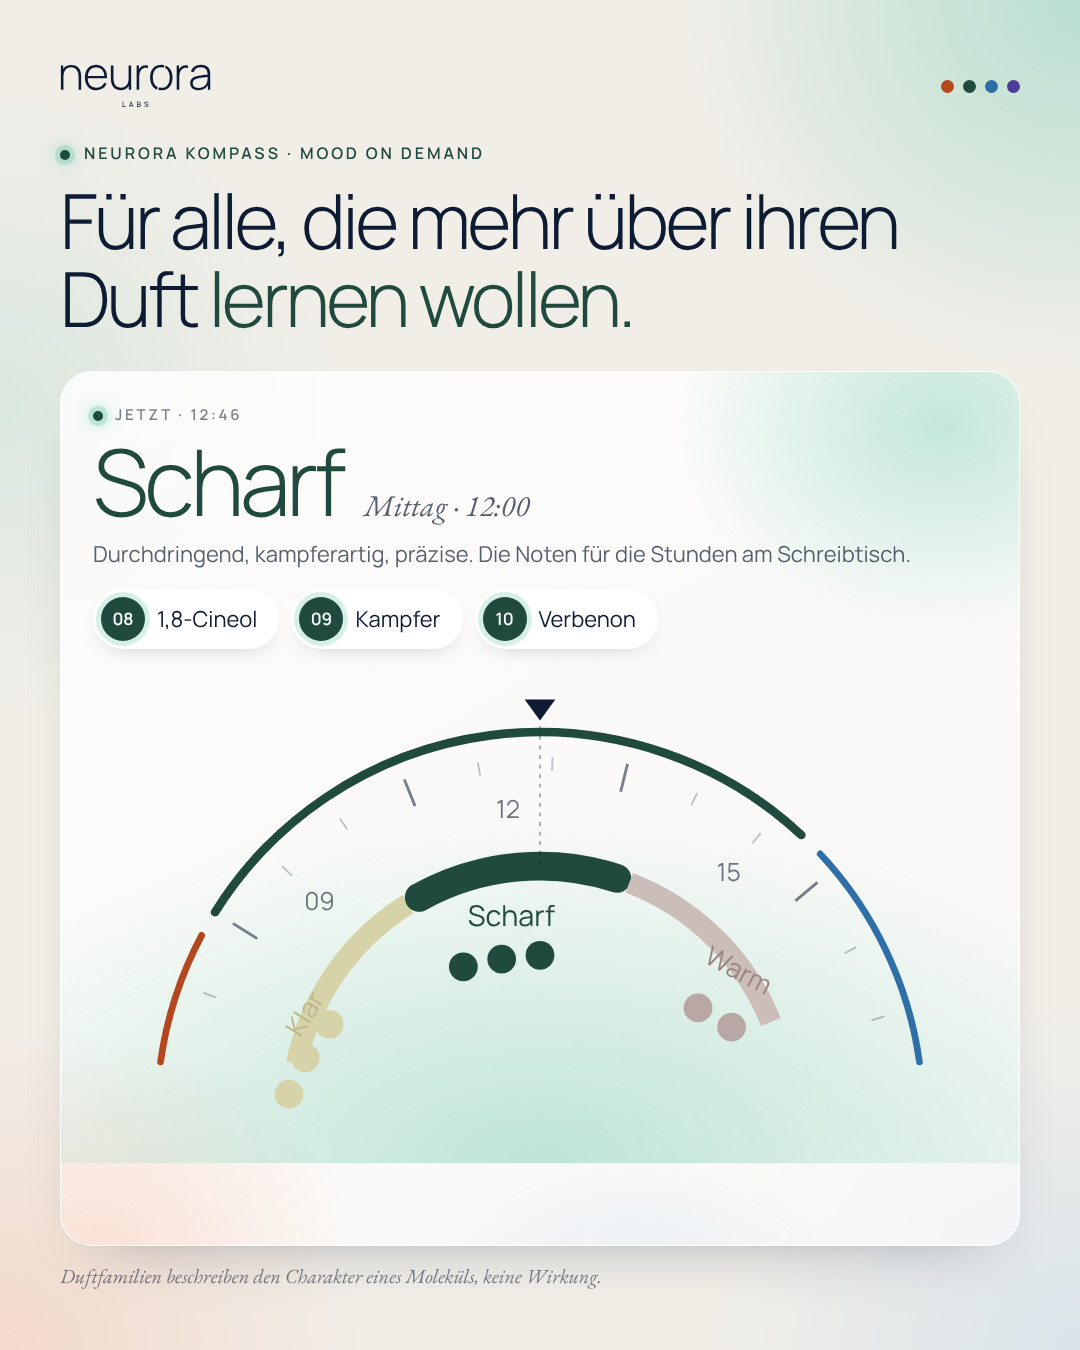 neurora
LABS
NEURORA KOMPASS · MOOD ON DEMAND
Für alle, die mehr über ihren
Duft lernen wollen.
JETZT · 12:46
Scharf Mittag · 12:00
Durchdringend, kampferartig, präzise. Die Noten für die Stunden am Schreibtisch.
08 1,8-Cineol 09 Kampfer 10 Verbenon
12
15
09
Scharf
Warm
Klar
Duftfamilien beschreiben den Charakter eines Moleküls, keine Wirkung.